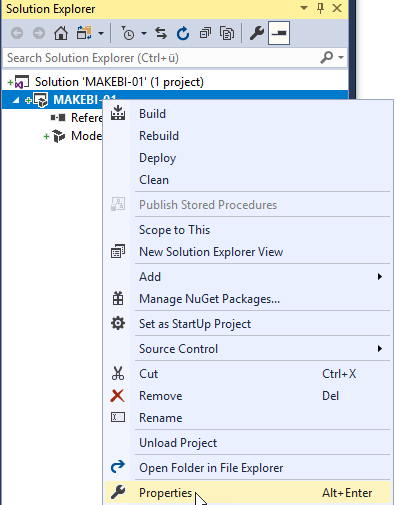 Solution Explorer
Search Solution Explorer (Ctrl+ü)
Solution 'MAKEBI-01' (1 project)
MAKEBI-01
Refere
Mode
Build
Rebuild
Deploy
Clean
Publish Stored Procedures
Scope to This
New Solution Explorer View
Add
Manage NuGet Packages...
Set as StartUp Project
Source Control
Cut Ctrl+X
Remove Del
Rename
Unload Project
Open Folder in File Explorer
Properties Alt+Enter